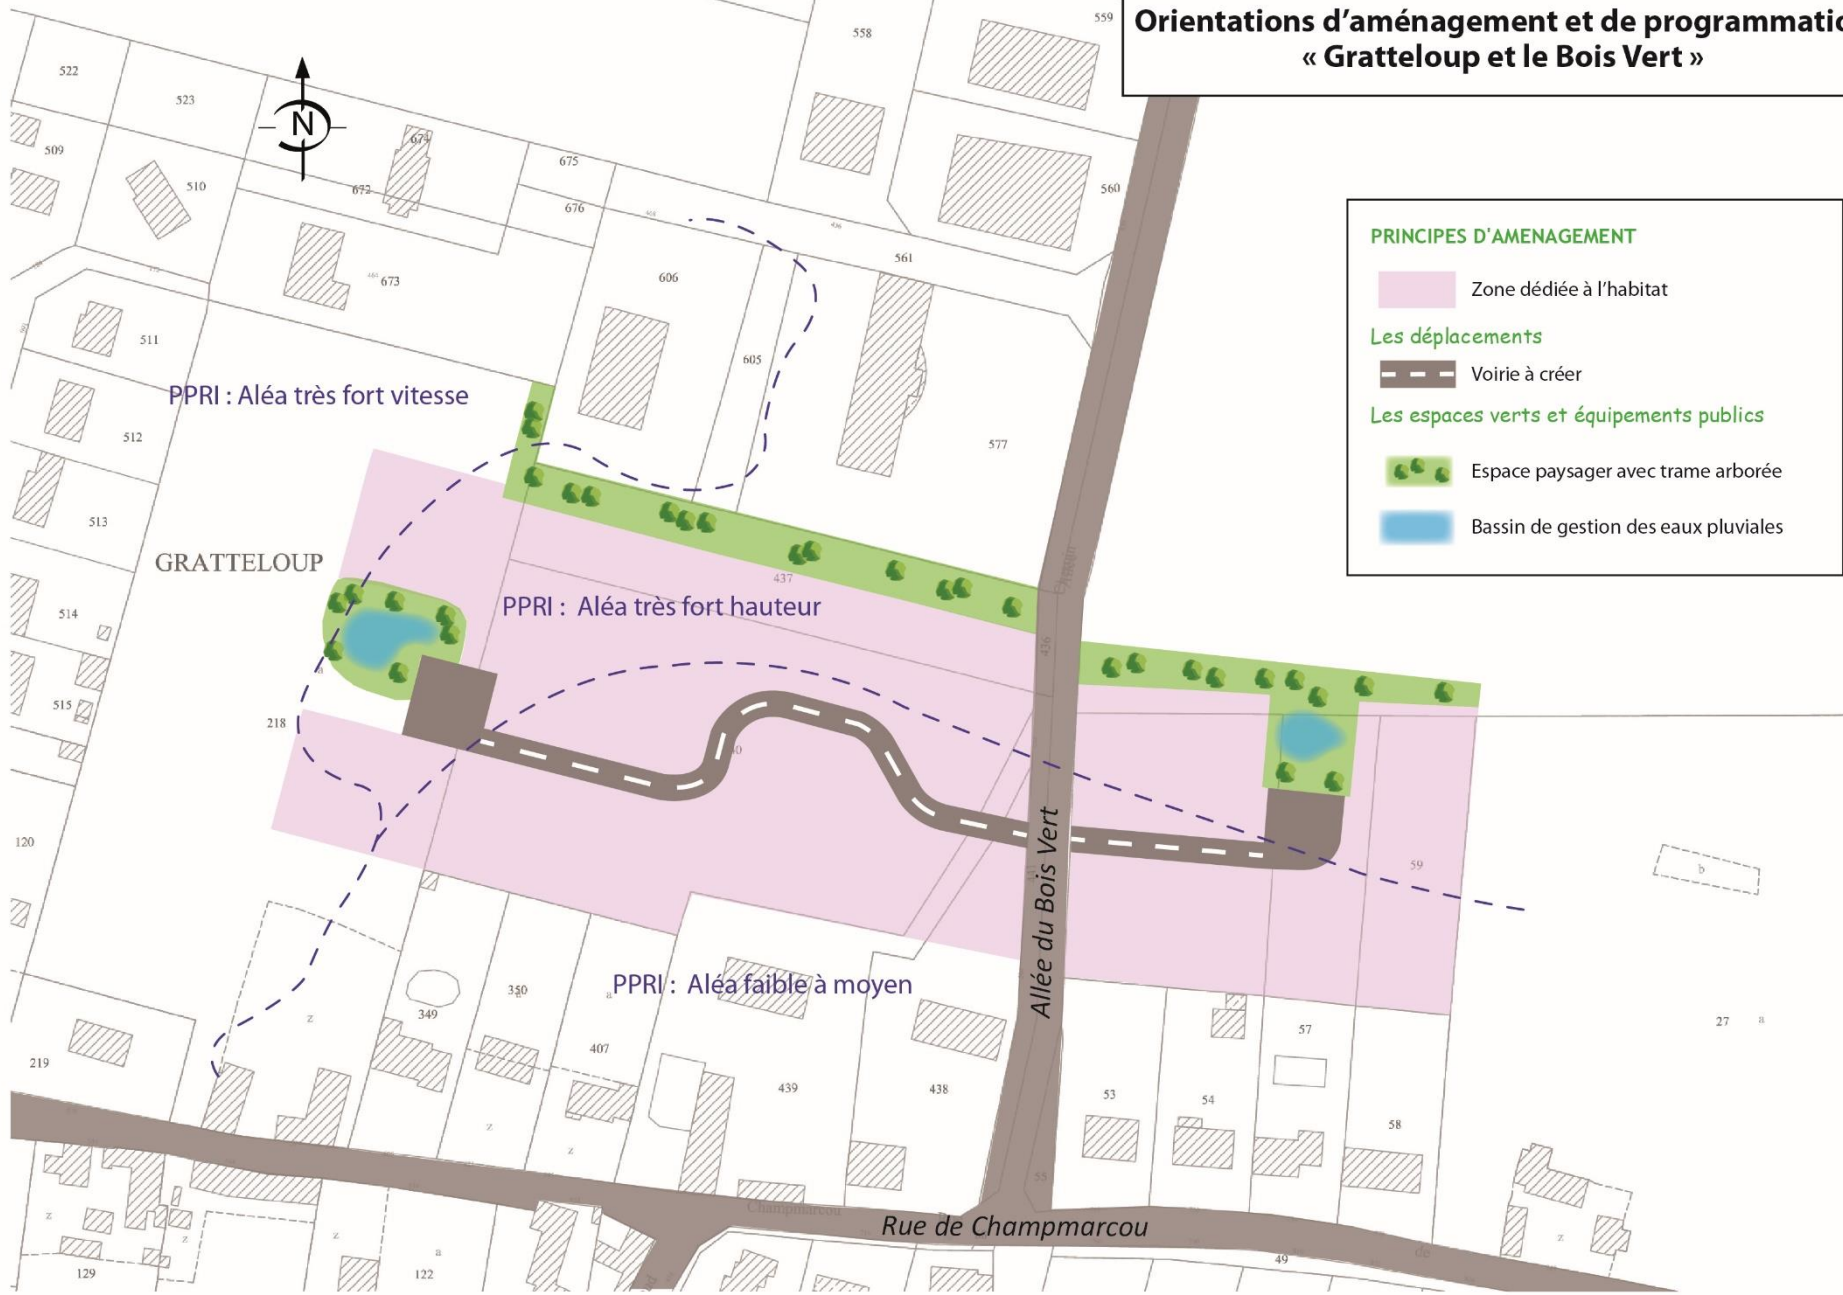 Orientations d’aménagement et de programmatio
« Gratteloup et le Bois Vert »
N
PRINCIPES D'AMENAGEMENT
Zone dédiée à l’habitat
Les déplacements
Voirie à créer
Les espaces verts et équipements publics
Espace paysager avec trame arborée
Bassin de gestion des eaux pluviales
558
559
522
523
674
675
509
510
672
676
560
561
673
606
511
605
577
PPRI : Aléa très fort vitesse
512
513
GRATTELOUP
437
PPRI : Aléa très fort hauteur
514
436
a
515
218
120
59
b
Allée du Bois Vert
PPRI : Aléa faible à moyen
350
a
a
349
z
407
27
a
57
219
439
438
53
54
58
z
z
55
Champmarcou
Rue de Champmarcou
z
z
z
a
z
129
122
49